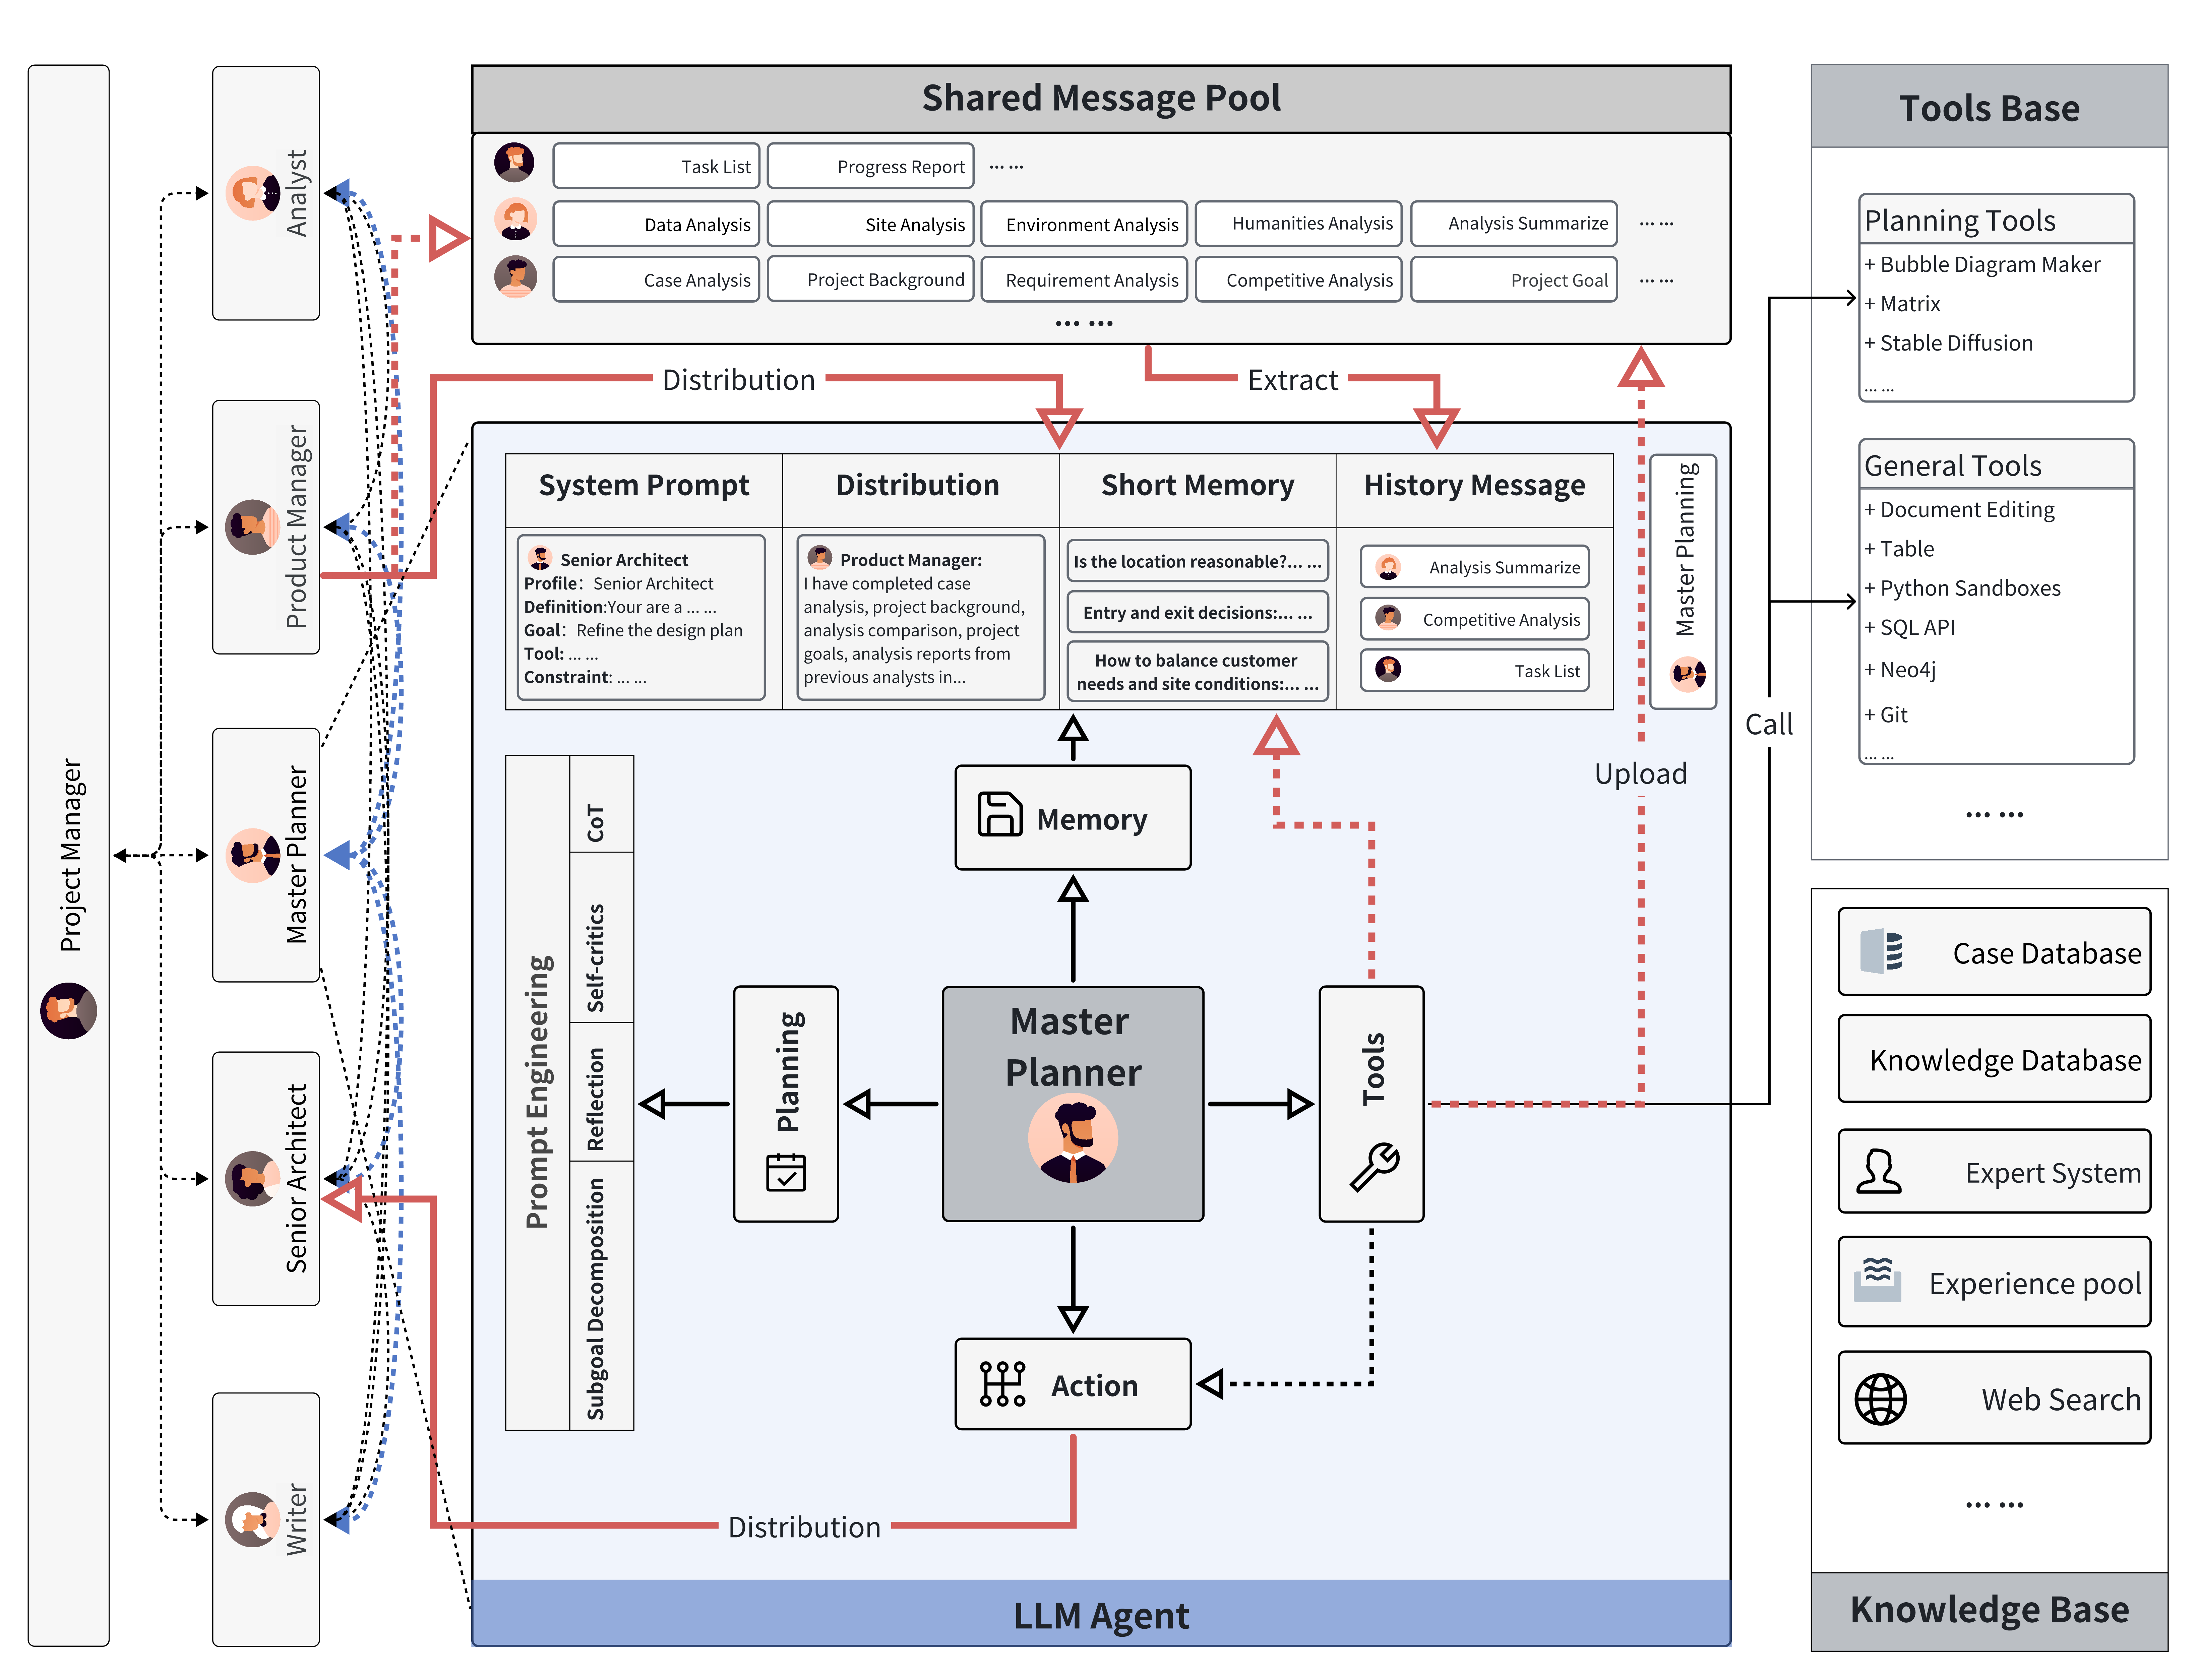 Project Manager
Analyst
Product Manager
Master Planner
Senior Architect
Writer
Shared Message Pool
Task List
Progress Report
... ...
Data Analysis
Site Analysis
Environment Analysis
Humanities Analysis
Analysis Summarize
... ...
Case Analysis
Project Background
Requirement Analysis
Competitive Analysis
Project Goal
... ...
... ...
Distribution
Extract
System Prompt
Distribution
Short Memory
History Message
Senior Architect
Profile： Senior Architect
Definition:Your are a ... ...
Goal： Refine the design plan
Tool: ... ...
Constraint: ... ...
Product Manager:
I have completed case
analysis, project background,
analysis comparison, project
goals, analysis reports from
previous analysts in...
Is the location reasonable?... ...
Entry and exit decisions:... ...
How to balance customer
needs and site conditions:... ...
Analysis Summarize
Competitive Analysis
Task List
Master Planning
Upload
Call
Prompt Engineering
CoT
Self-critics
Reflection
Subgoal Decomposition
Planning
Memory
Master
Planner
Tools
Action
Distribution
LLM Agent
Tools Base
Planning Tools
+ Bubble Diagram Maker
+ Matrix
+ Stable Diffusion
... ...
General Tools
+ Document Editing
+ Table
+ Python Sandboxes
+ SQL API
+ Neo4j
+ Git
... ...
... ...
Case Database
Knowledge Database
Expert System
Experience pool
Web Search
... ...
Knowledge Base